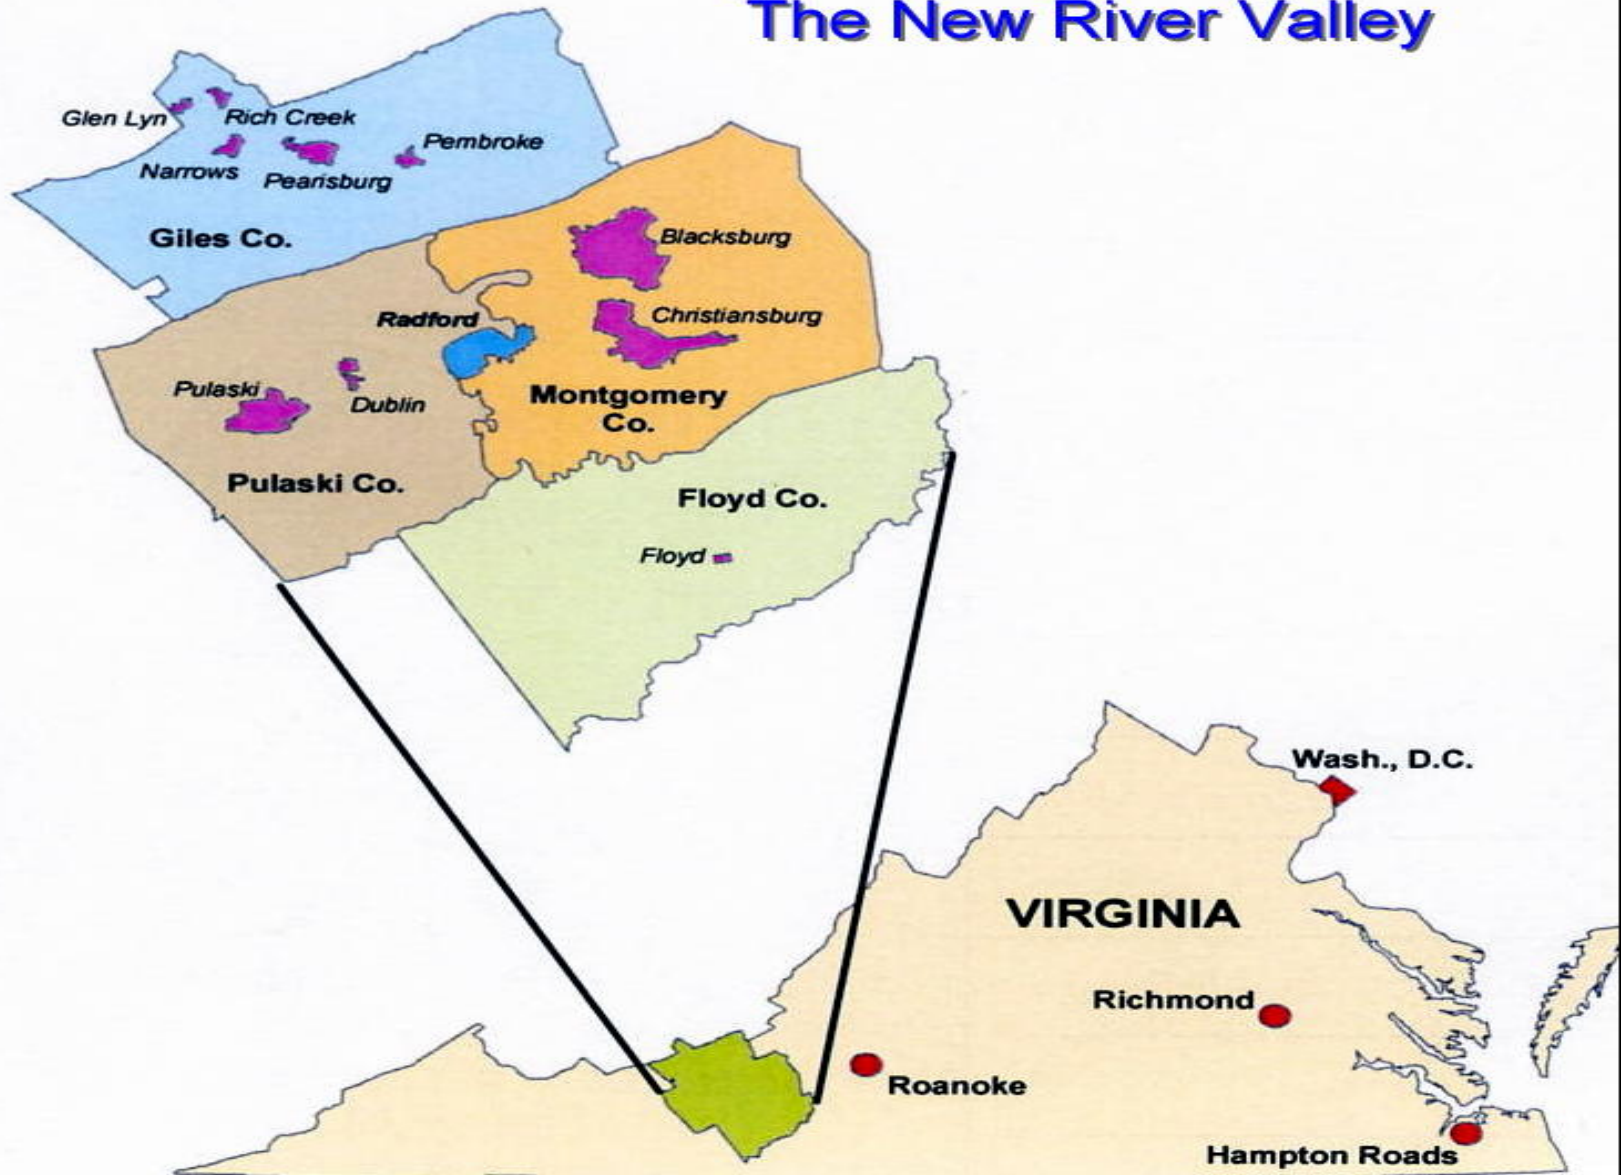 The New River Valley
Glen Lyn
Rich Creek
Narrows
Pearisburg
Pembroke
Giles Co.
Blacksburg
Radford
Christiansburg
Pulaski
Dublin
Montgomery
Co.
Pulaski Co.
Floyd Co.
Floyd
Wash., D.C.
VIRGINIA
Richmond
Roanoke
Hampton Roads